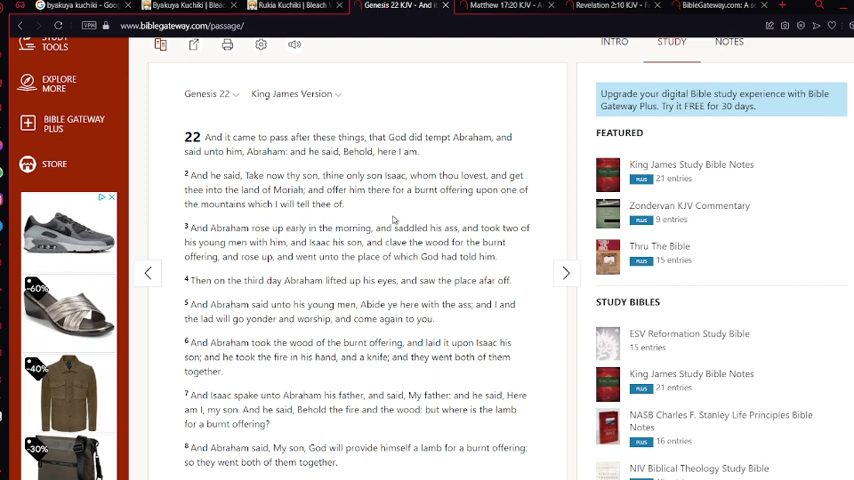 byakuya kuchiki - Goog
Byakuya Kuchiki | Bleac
Rukia Kuchiki | Bleach W
Genesis 22 KJV - And it
Matthew 17:20 KJV - An
Revelation 2:10 KJV - F
BibleGateway.com: A se
VPN
www.biblegateway.com/passage/
STUDY
TOOLS
EXPLORE
MORE
BIBLE GATEWAY
PLUS
STORE
-60%
-40%
-30%
Genesis 22
King James Version
22 And it came to pass after these things, that God did tempt Abraham, and
said unto him, Abraham: and he said, Behold, here I am.
2 And he said, Take now thy son, thine only son Isaac, whom thou lovest, and get
thee into the land of Moriah; and offer him there for a burnt offering upon one of
the mountains which I will tell thee of.
3 And Abraham rose up early in the morning, and saddled his ass, and took two of
his young men with him, and Isaac his son, and clave the wood for the burnt
offering, and rose up, and went unto the place of which God had told him.
4 Then on the third day Abraham lifted up his eyes, and saw the place afar off.
5 And Abraham said unto his young men, Abide ye here with the ass; and I and
the lad will go yonder and worship, and come again to you.
6 And Abraham took the wood of the burnt offering, and laid it upon Isaac his
son; and he took the fire in his hand, and a knife; and they went both of them
together.
7 And Isaac spake unto Abraham his father, and said, My father: and he said, Here
am I, my son. And he said, Behold the fire and the wood: but where is the lamb
for a burnt offering?
8 And Abraham said, My son, God will provide himself a lamb for a burnt offering:
so they went both of them together.
INTRO
STUDY
NOTES
Upgrade your digital Bible study experience with Bible
Gateway Plus. Try it FREE for 30 days.
FEATURED
King James Study Bible Notes
PLUS 21 entries
Zondervan KJV Commentary
PLUS 9 entries
Thru The Bible
PLUS 15 entries
STUDY BIBLES
ESV Reformation Study Bible
15 entries
King James Study Bible Notes
PLUS 21 entries
NASB Charles F. Stanley Life Principles Bible
Notes
PLUS 16 entries
NIV Biblical Theology Study Bible